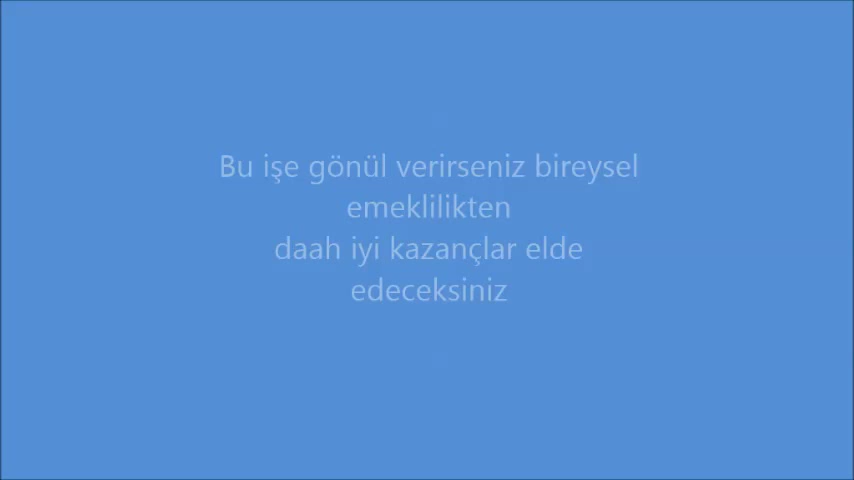 Bu işe gönül verirseniz bireysel
emeklilikten
daah iyi kazançlar elde
edeceksiniz